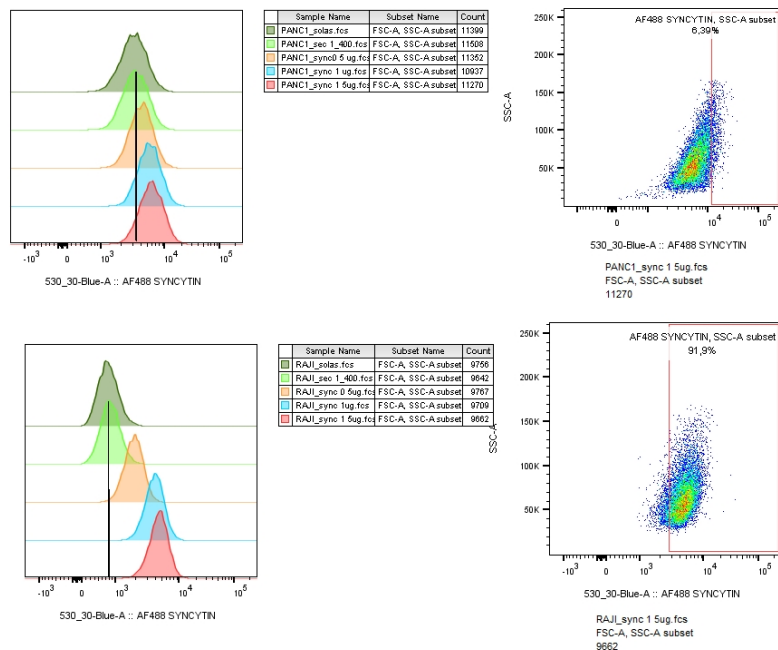 Sample Name Subset Name Count
PANC1_solas.fcs FSC-A, SSC-A subset 11399
PANC1_sec 1_400.fcs FSC-A, SSC-A subset 11508
PANC1_sync0 5 ug.fcs FSC-A, SSC-A subset 11352
PANC1_sync 1 ug.fcs FSC-A, SSC-A subset 10937
PANC1_sync 1 5ug.fcs FSC-A, SSC-A subset 11270
-10³ 0 10³ 10⁴ 10⁵
530_30-Blue-A :: AF488 SYNCYTIN
AF488 SYNCYTIN, SSC-A subset
6,39%
250K
200K
150K
100K
50K
SSC-A
0 10⁴ 10⁵
530_30-Blue-A :: AF488 SYNCYTIN
PANC1_sync 1 5ug.fcs
FSC-A, SSC-A subset
11270
Sample Name Subset Name Count
RAJI_solas.fcs FSC-A, SSC-A subset 9756
RAJI_sec 1_400.fcs FSC-A, SSC-A subset 9642
RAJI_sync 0 5ug.fcs FSC-A, SSC-A subset 9767
RAJI_sync 1ug.fcs FSC-A, SSC-A subset 9709
RAJI_sync 1 5ug.fcs FSC-A, SSC-A subset 9662
-10³ 0 10³ 10⁴ 10⁵
530_30-Blue-A :: AF488 SYNCYTIN
AF488 SYNCYTIN, SSC-A subset
91,9%
250K
200K
150K
100K
50K
0
SSC-A
-10³ 0 10³ 10⁴ 10⁵
530_30-Blue-A :: AF488 SYNCYTIN
RAJI_sync 1 5ug.fcs
FSC-A, SSC-A subset
9662